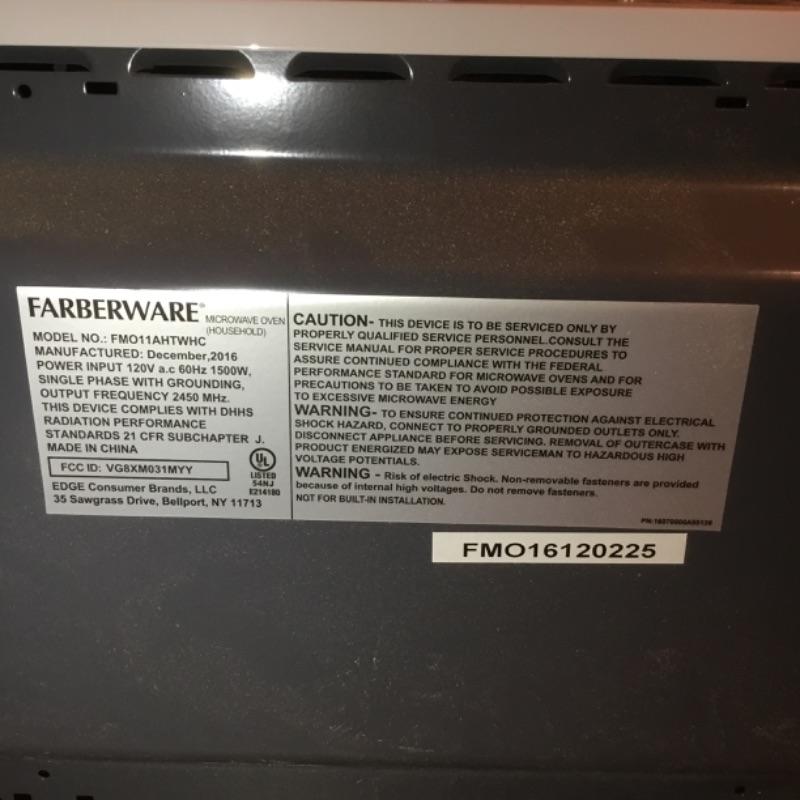 FARBERWARE® MICROWAVE OVEN
(HOUSEHOLD)
MODEL NO.: FMO11AHTWHC
MANUFACTURED: December,2016
POWER INPUT 120V a.c 60Hz 1500W,
SINGLE PHASE WITH GROUNDING,
OUTPUT FREQUENCY 2450 MHz.
THIS DEVICE COMPLIES WITH DHHS
RADIATION PERFORMANCE
STANDARDS 21 CFR SUBCHAPTER J.
MADE IN CHINA
FCC ID: VG8XM031MYY
UL
LISTED
54NJ
E214180
EDGE Consumer Brands, LLC
35 Sawgrass Drive, Bellport, NY 11713
CAUTION- THIS DEVICE IS TO BE SERVICED ONLY BY
PROPERLY QUALIFIED SERVICE PERSONNEL.CONSULT THE
SERVICE MANUAL FOR PROPER SERVICE PROCEDURES TO
ASSURE CONTINUED COMPLIANCE WITH THE FEDERAL
PERFORMANCE STANDARD FOR MICROWAVE OVENS AND FOR
PRECAUTIONS TO BE TAKEN TO AVOID POSSIBLE EXPOSURE
TO EXCESSIVE MICROWAVE ENERGY
WARNING- TO ENSURE CONTINUED PROTECTION AGAINST ELECTRICAL
SHOCK HAZARD, CONNECT TO PROPERLY GROUNDED OUTLETS ONLY.
DISCONNECT APPLIANCE BEFORE SERVICING. REMOVAL OF OUTERCASE WITH
PRODUCT ENERGIZED MAY EXPOSE SERVICEMAN TO HAZARDOUS HIGH
VOLTAGE POTENTIALS.
WARNING - Risk of electric Shock. Non-removable fasteners are provided
because of internal high voltages. Do not remove fasteners.
NOT FOR BUILT-IN INSTALLATION.
FMO16120225